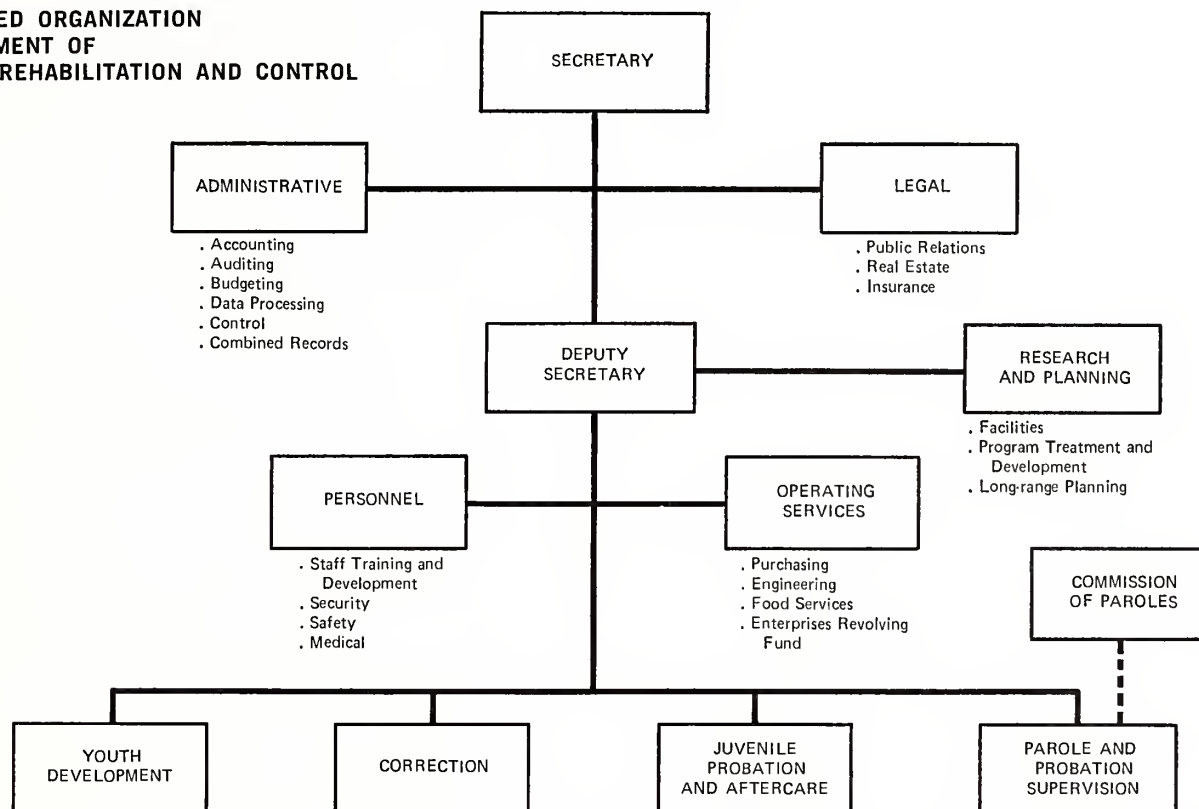 ED ORGANIZATION
MENT OF
REHABILITATION AND CONTROL
SECRETARY
ADMINISTRATIVE
. Accounting
. Auditing
. Budgeting
. Data Processing
. Control
. Combined Records
LEGAL
. Public Relations
. Real Estate
. Insurance
DEPUTY
SECRETARY
RESEARCH
AND PLANNING
. Facilities
. Program Treatment and
Development
. Long-range Planning
PERSONNEL
. Staff Training and
Development
. Security
. Safety
. Medical
OPERATING
SERVICES
. Purchasing
. Engineering
. Food Services
. Enterprises Revolving
Fund
COMMISSION
OF PAROLES
YOUTH
DEVELOPMENT
CORRECTION
JUVENILE
PROBATION
AND AFTERCARE
PAROLE AND
PROBATION
SUPERVISION